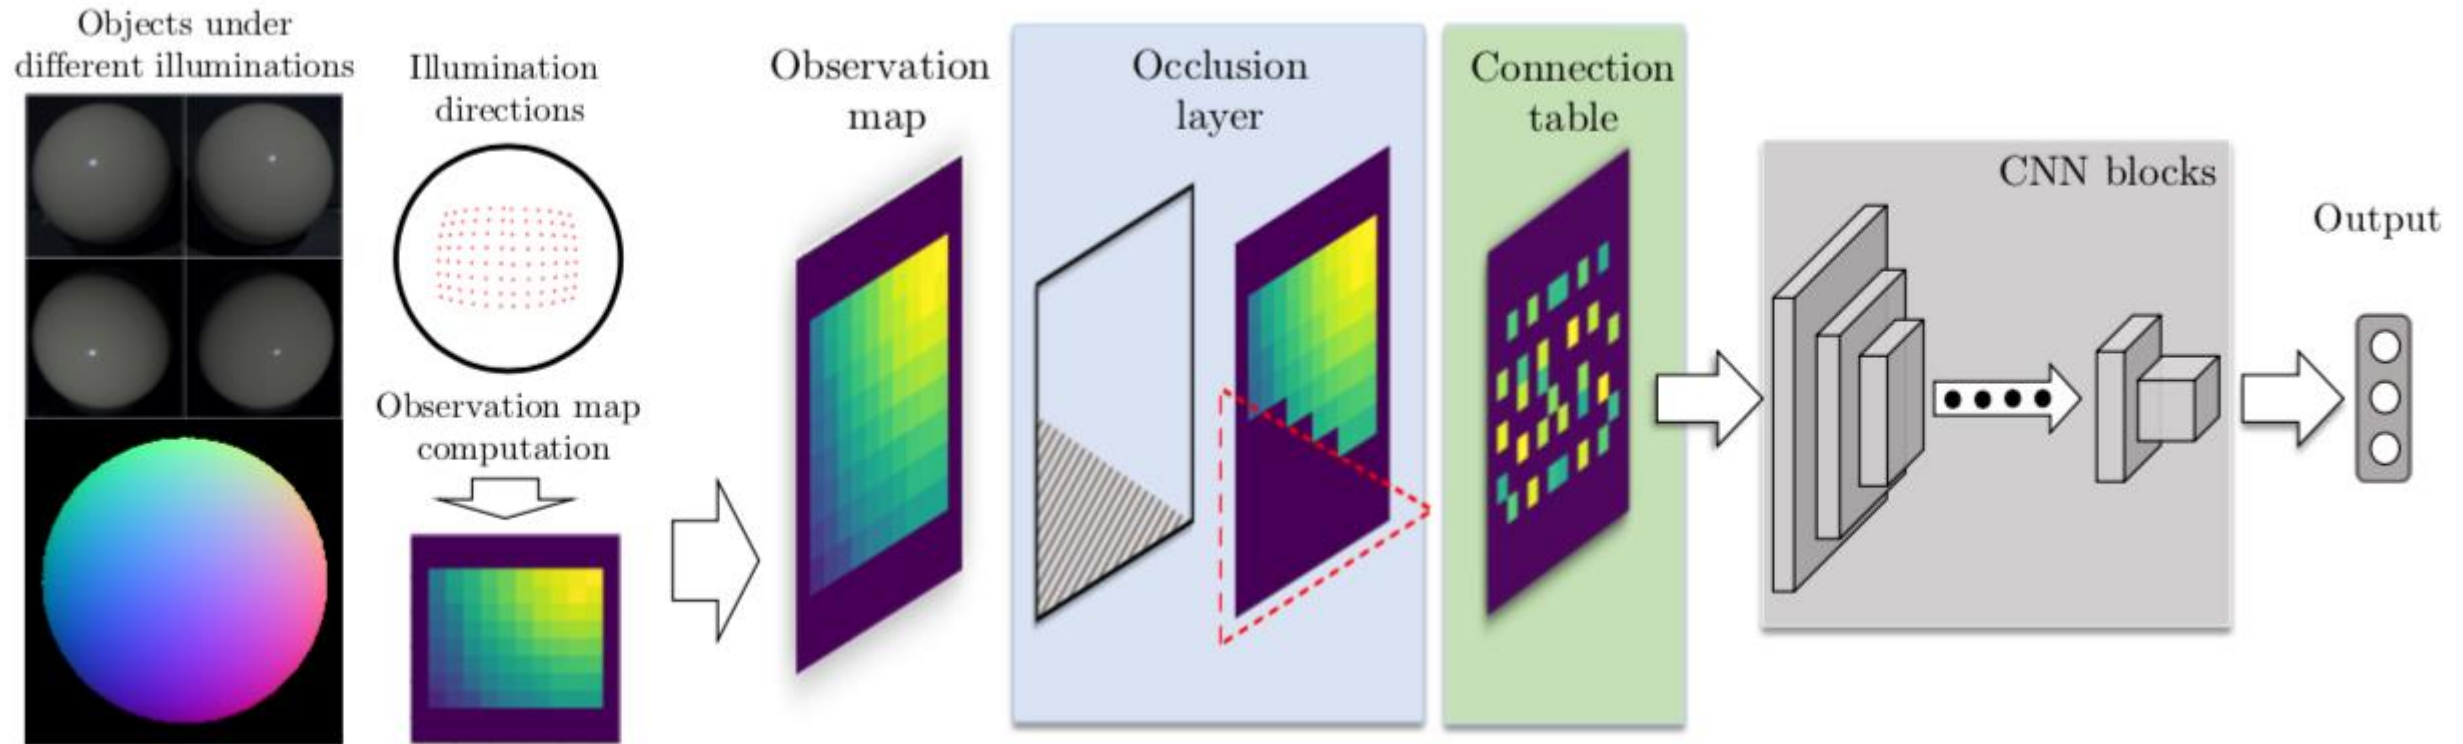 Objects under
different illuminations
Illumination
directions
Observation map
computation
Observation
map
Occlusion
layer
Connection
table
CNN blocks
Output